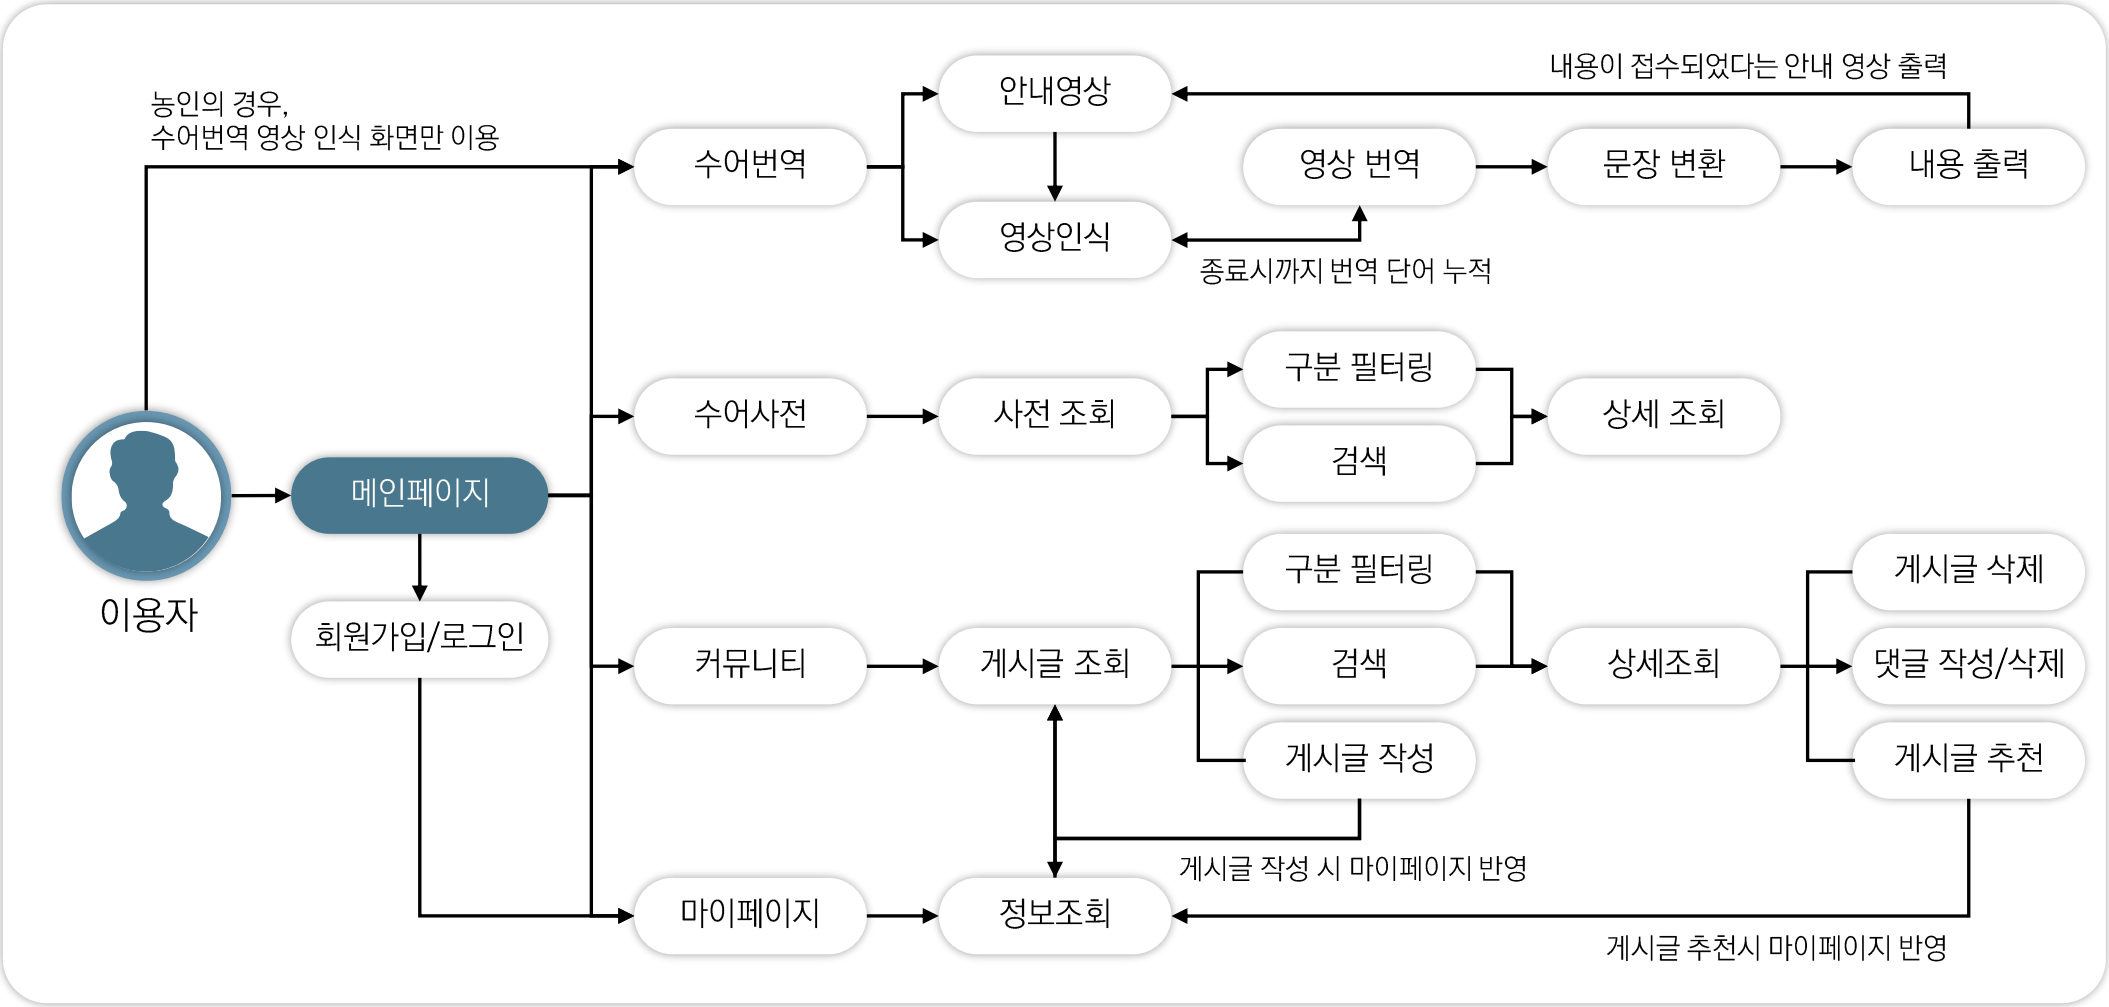 내용이 접수되었다는 안내 영상 출력
농인의 경우,
수어번역 영상 인식 화면만 이용
안내영상
수어번역
영상 번역
문장 변환
내용 출력
영상인식
종료시까지 번역 단어 누적
구분 필터링
수어사전
사전 조회
상세 조회
검색
메인페이지
이용자
회원가입/로그인
구분 필터링
게시글 삭제
커뮤니티
게시글 조회
검색
상세조회
댓글 작성/삭제
게시글 작성
게시글 추천
게시글 작성 시 마이페이지 반영
마이페이지
정보조회
게시글 추천시 마이페이지 반영